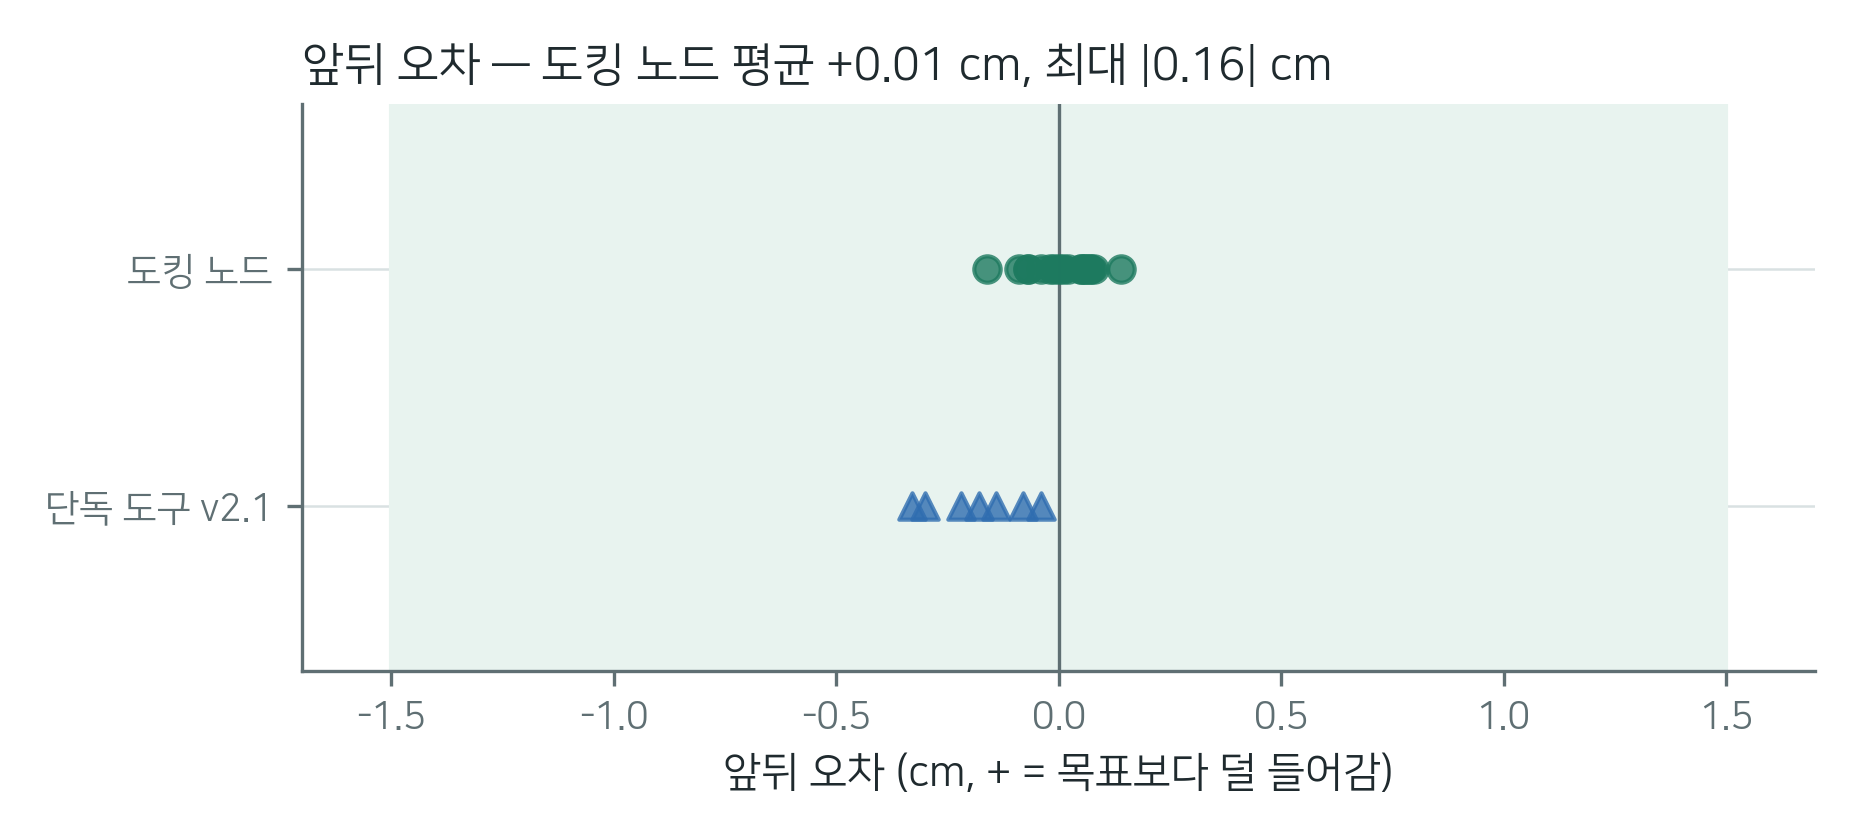 앞뒤 오차 — 도킹 노드 평균 +0.01 cm, 최대 |0.16| cm
도킹 노드
단독 도구 v2.1
-1.5 -1.0 -0.5 0.0 0.5 1.0 1.5
앞뒤 오차 (cm, + = 목표보다 덜 들어감)